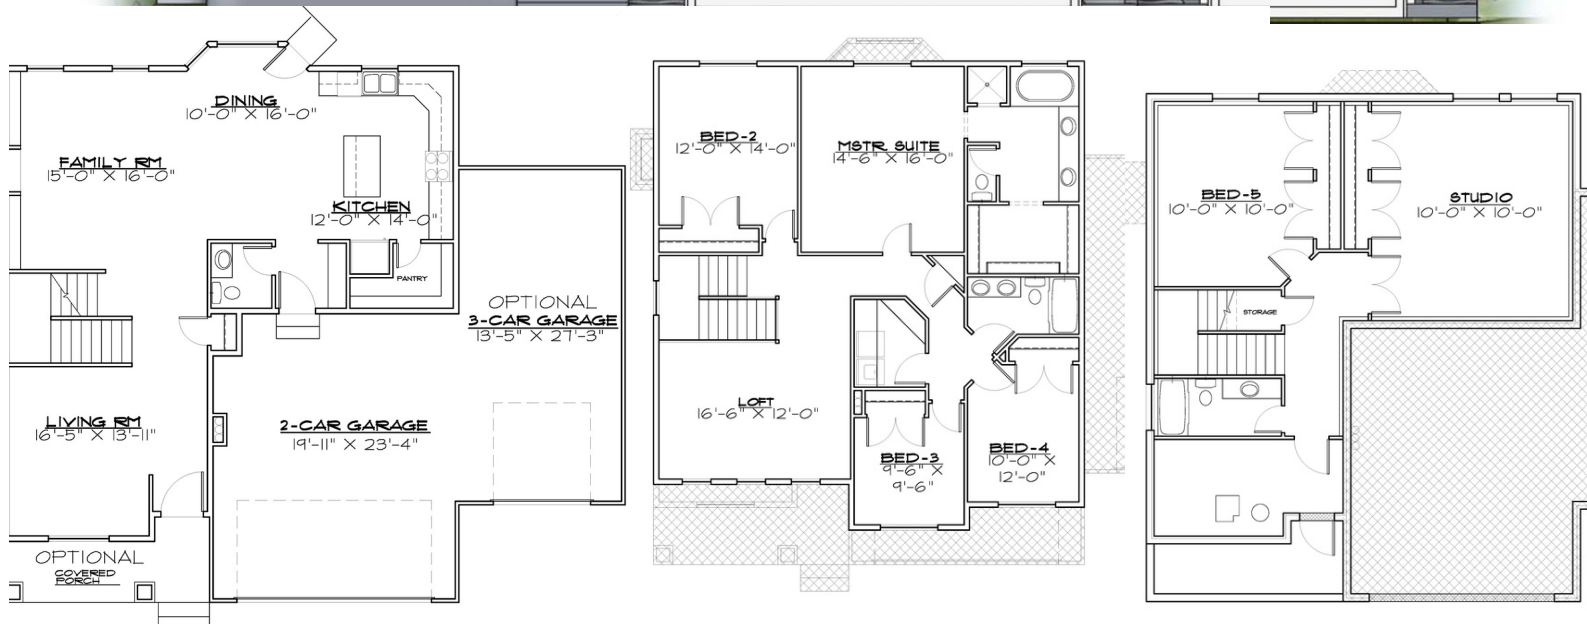 DINING
10'-0" X 16'-0"
FAMILY RM
15'-0" X 16'-0"
KITCHEN
12'-0" X 14'-0"
PANTRY
OPTIONAL
3-CAR GARAGE
13'-5" X 27'-3"
LIVING RM
16'-5" X 13'-11"
2-CAR GARAGE
19'-11" X 23'-4"
OPTIONAL
COVERED
PORCH
BED-2
12'-0" X 14'-0"
MSTR SUITE
14'-6" X 16'-0"
LOFT
16'-6" X 12'-0"
BED-3
9'-6" X
9'-6"
BED-4
10'-0" X
12'-0"
BED-5
10'-0" X 10'-0"
STUDIO
10'-0" X 10'-0"
STORAGE